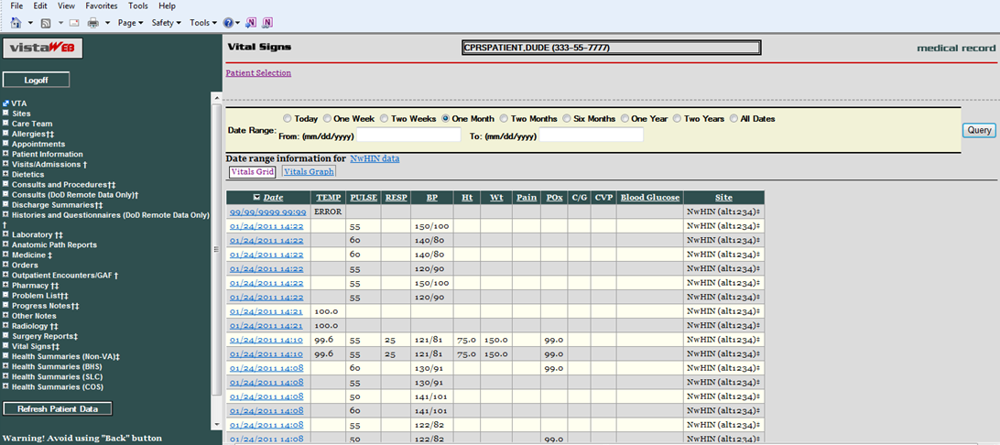 File Edit View Favorites Tools Help
Page Safety Tools
vistaWEB
Logoff
VTA
Sites
Care Team
Allergies†‡
Appointments
Patient Information
Visits/Admissions †
Dietetics
Consults and Procedures†‡
Consults (DoD Remote Data Only)†
Discharge Summaries†‡
Histories and Questionnaires (DoD Remote Data Only)
†
Laboratory †‡
Anatomic Path Reports
Medicine ‡
Orders
Outpatient Encounters/GAF †
Pharmacy †‡
Problem List†‡
Progress Notes†‡
Other Notes
Radiology †‡
Surgery Reports‡
Vital Signs†‡
Health Summaries (Non-VA)‡
Health Summaries (BHS)
Health Summaries (SLC)
Health Summaries (COS)
Refresh Patient Data
Warning! Avoid using "Back" button
Vital Signs CPRSPATIENT,DUDE (333-55-7777) medical record
Patient Selection
Today One Week Two Weeks One Month Two Months Six Months One Year Two Years All Dates
Date Range: From: (mm/dd/yyyy) To: (mm/dd/yyyy) Query
Date range information for NwHIN data
Vitals Grid Vitals Graph
Date TEMP PULSE RESP BP Ht Wt Pain POx C/G CVP Blood Glucose Site
99/99/9999 99:99 ERROR NwHIN (alt1234)‡
01/24/2011 14:22 55 150/100 NwHIN (alt1234)‡
01/24/2011 14:22 60 140/80 NwHIN (alt1234)‡
01/24/2011 14:22 60 140/80 NwHIN (alt1234)‡
01/24/2011 14:22 55 120/90 NwHIN (alt1234)‡
01/24/2011 14:22 55 150/100 NwHIN (alt1234)‡
01/24/2011 14:22 55 120/90 NwHIN (alt1234)‡
01/24/2011 14:21 100.0 NwHIN (alt1234)‡
01/24/2011 14:21 100.0 NwHIN (alt1234)‡
01/24/2011 14:10 99.6 55 25 121/81 75.0 150.0 99.0 NwHIN (alt1234)‡
01/24/2011 14:10 99.6 55 25 121/81 75.0 150.0 99.0 NwHIN (alt1234)‡
01/24/2011 14:08 60 130/91 99.0 NwHIN (alt1234)‡
01/24/2011 14:08 55 130/91 NwHIN (alt1234)‡
01/24/2011 14:08 50 141/101 NwHIN (alt1234)‡
01/24/2011 14:08 60 141/101 NwHIN (alt1234)‡
01/24/2011 14:08 55 122/82 NwHIN (alt1234)‡
01/24/2011 14:08 50 122/82 99.0 NwHIN (alt1234)‡